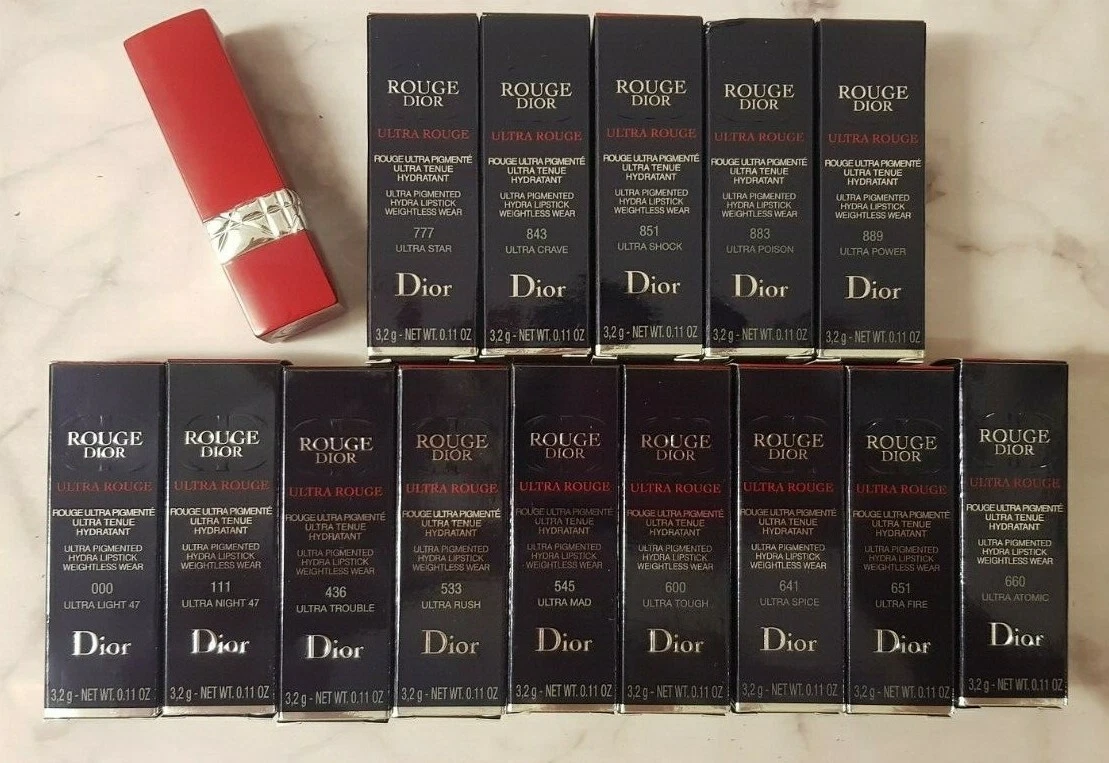 ROUGE
DIOR
ULTRA ROUGE
ROUGE ULTRA PIGMENTÉ
ULTRA TENUE
HYDRATANT
ULTRA PIGMENTED
HYDRA LIPSTICK
WEIGHTLESS WEAR
777
ULTRA STAR
Dior
3,2 g - NET WT. 0.11 OZ
ROUGE
DIOR
ULTRA ROUGE
ROUGE ULTRA PIGMENTÉ
ULTRA TENUE
HYDRATANT
ULTRA PIGMENTED
HYDRA LIPSTICK
WEIGHTLESS WEAR
843
ULTRA CRAVE
Dior
3,2 g - NET WT. 0.11 OZ
ROUGE
DIOR
ULTRA ROUGE
ROUGE ULTRA PIGMENTÉ
ULTRA TENUE
HYDRATANT
ULTRA PIGMENTED
HYDRA LIPSTICK
WEIGHTLESS WEAR
851
ULTRA SHOCK
Dior
3,2 g - NET WT. 0.11 OZ
ROUGE
DIOR
ULTRA ROUGE
ROUGE ULTRA PIGMENTÉ
ULTRA TENUE
HYDRATANT
ULTRA PIGMENTED
HYDRA LIPSTICK
WEIGHTLESS WEAR
883
ULTRA POISON
Dior
3,2 g - NET WT. 0.11 OZ
ROUGE
DIOR
ULTRA ROUGE
ROUGE ULTRA PIGMENTÉ
ULTRA TENUE
HYDRATANT
ULTRA PIGMENTED
HYDRA LIPSTICK
WEIGHTLESS WEAR
889
ULTRA POWER
Dior
3,2 g - NET WT. 0.11 OZ
ROUGE
DIOR
ULTRA ROUGE
ROUGE ULTRA PIGMENTÉ
ULTRA TENUE
HYDRATANT
ULTRA PIGMENTED
HYDRA LIPSTICK
WEIGHTLESS WEAR
000
ULTRA LIGHT 47
Dior
3,2 g - NET WT. 0.11 OZ
ROUGE
DIOR
ULTRA ROUGE
ROUGE ULTRA PIGMENTÉ
ULTRA TENUE
HYDRATANT
ULTRA PIGMENTED
HYDRA LIPSTICK
WEIGHTLESS WEAR
111
ULTRA NIGHT 47
Dior
3,2 g - NET WT. 0.11 OZ
ROUGE
DIOR
ULTRA ROUGE
ROUGE ULTRA PIGMENTÉ
ULTRA TENUE
HYDRATANT
ULTRA PIGMENTED
HYDRA LIPSTICK
WEIGHTLESS WEAR
436
ULTRA TROUBLE
Dior
3,2 g - NET WT. 0.11 OZ
ROUGE
DIOR
ULTRA ROUGE
ROUGE ULTRA PIGMENTÉ
ULTRA TENUE
HYDRATANT
ULTRA PIGMENTED
HYDRA LIPSTICK
WEIGHTLESS WEAR
533
ULTRA RUSH
Dior
3,2 g - NET WT. 0.11 OZ
ROUGE
DIOR
ULTRA ROUGE
ROUGE ULTRA PIGMENTÉ
ULTRA TENUE
HYDRATANT
ULTRA PIGMENTED
HYDRA LIPSTICK
WEIGHTLESS WEAR
545
ULTRA MAD
Dior
3,2 g - NET WT. 0.11 OZ
ROUGE
DIOR
ULTRA ROUGE
ROUGE ULTRA PIGMENTÉ
ULTRA TENUE
HYDRATANT
ULTRA PIGMENTED
HYDRA LIPSTICK
WEIGHTLESS WEAR
600
ULTRA TOUGH
Dior
3,2 g - NET WT. 0.11 OZ
ROUGE
DIOR
ULTRA ROUGE
ROUGE ULTRA PIGMENTÉ
ULTRA TENUE
HYDRATANT
ULTRA PIGMENTED
HYDRA LIPSTICK
WEIGHTLESS WEAR
641
ULTRA SPICE
Dior
3,2 g - NET WT. 0.11 OZ
ROUGE
DIOR
ULTRA ROUGE
ROUGE ULTRA PIGMENTÉ
ULTRA TENUE
HYDRATANT
ULTRA PIGMENTED
HYDRA LIPSTICK
WEIGHTLESS WEAR
651
ULTRA FIRE
Dior
3,2 g - NET WT. 0.11 OZ
ROUGE
DIOR
ULTRA ROUGE
ROUGE ULTRA PIGMENTÉ
ULTRA TENUE
HYDRATANT
ULTRA PIGMENTED
HYDRA LIPSTICK
WEIGHTLESS WEAR
660
ULTRA ATOMIC
Dior
3,2 g - NET WT. 0.11 OZ